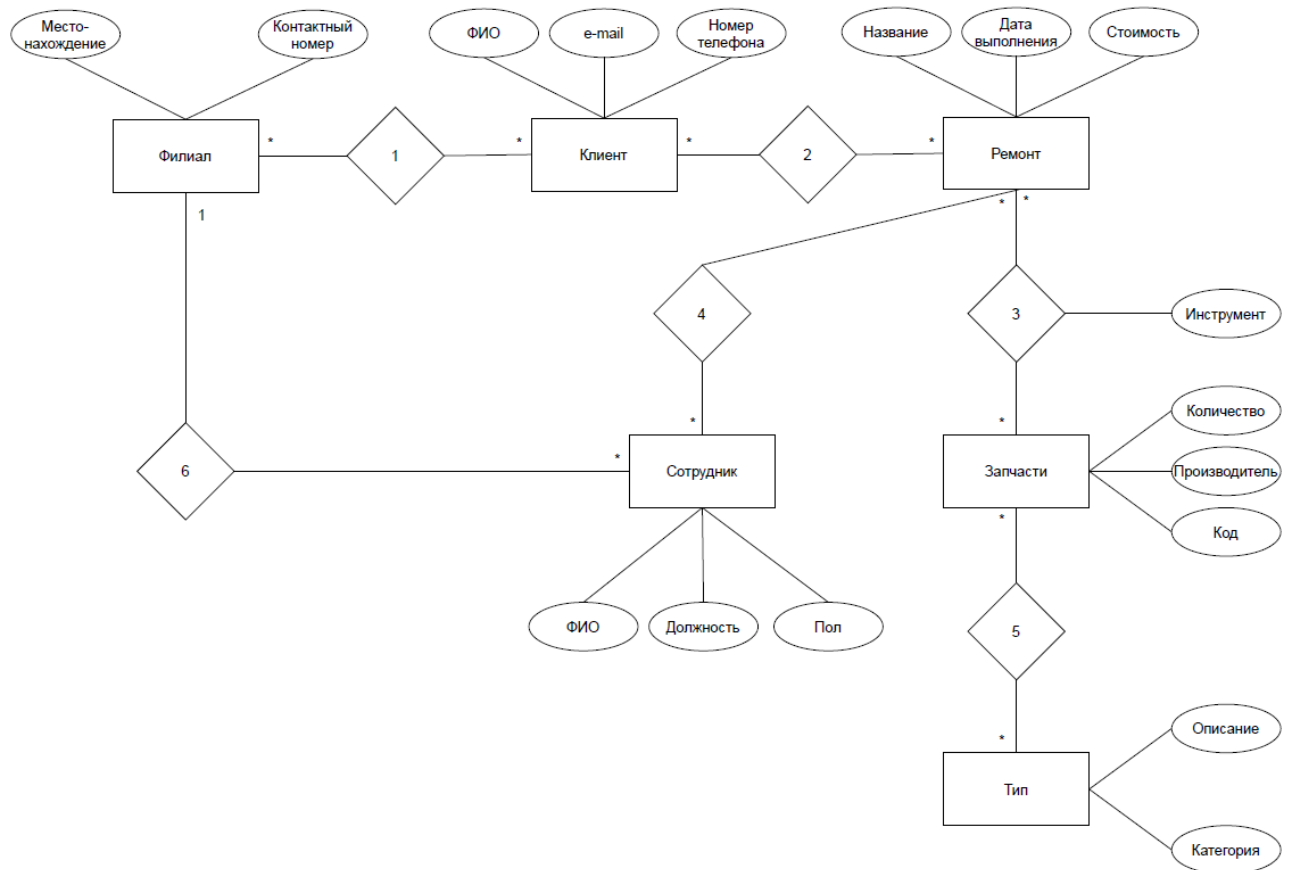 Место-
нахождение
Контактный
номер
ФИО
e-mail
Номер
телефона
Название
Дата
выполнения
Стоимость
Филиал
*
1
*
Клиент
*
2
*
Ремонт
1
*
*
4
3
Инструмент
*
*
Количество
6
*
Сотрудник
Запчасти
Производитель
*
Код
ФИО
Должность
Пол
5
*
Описание
Тип
Категория